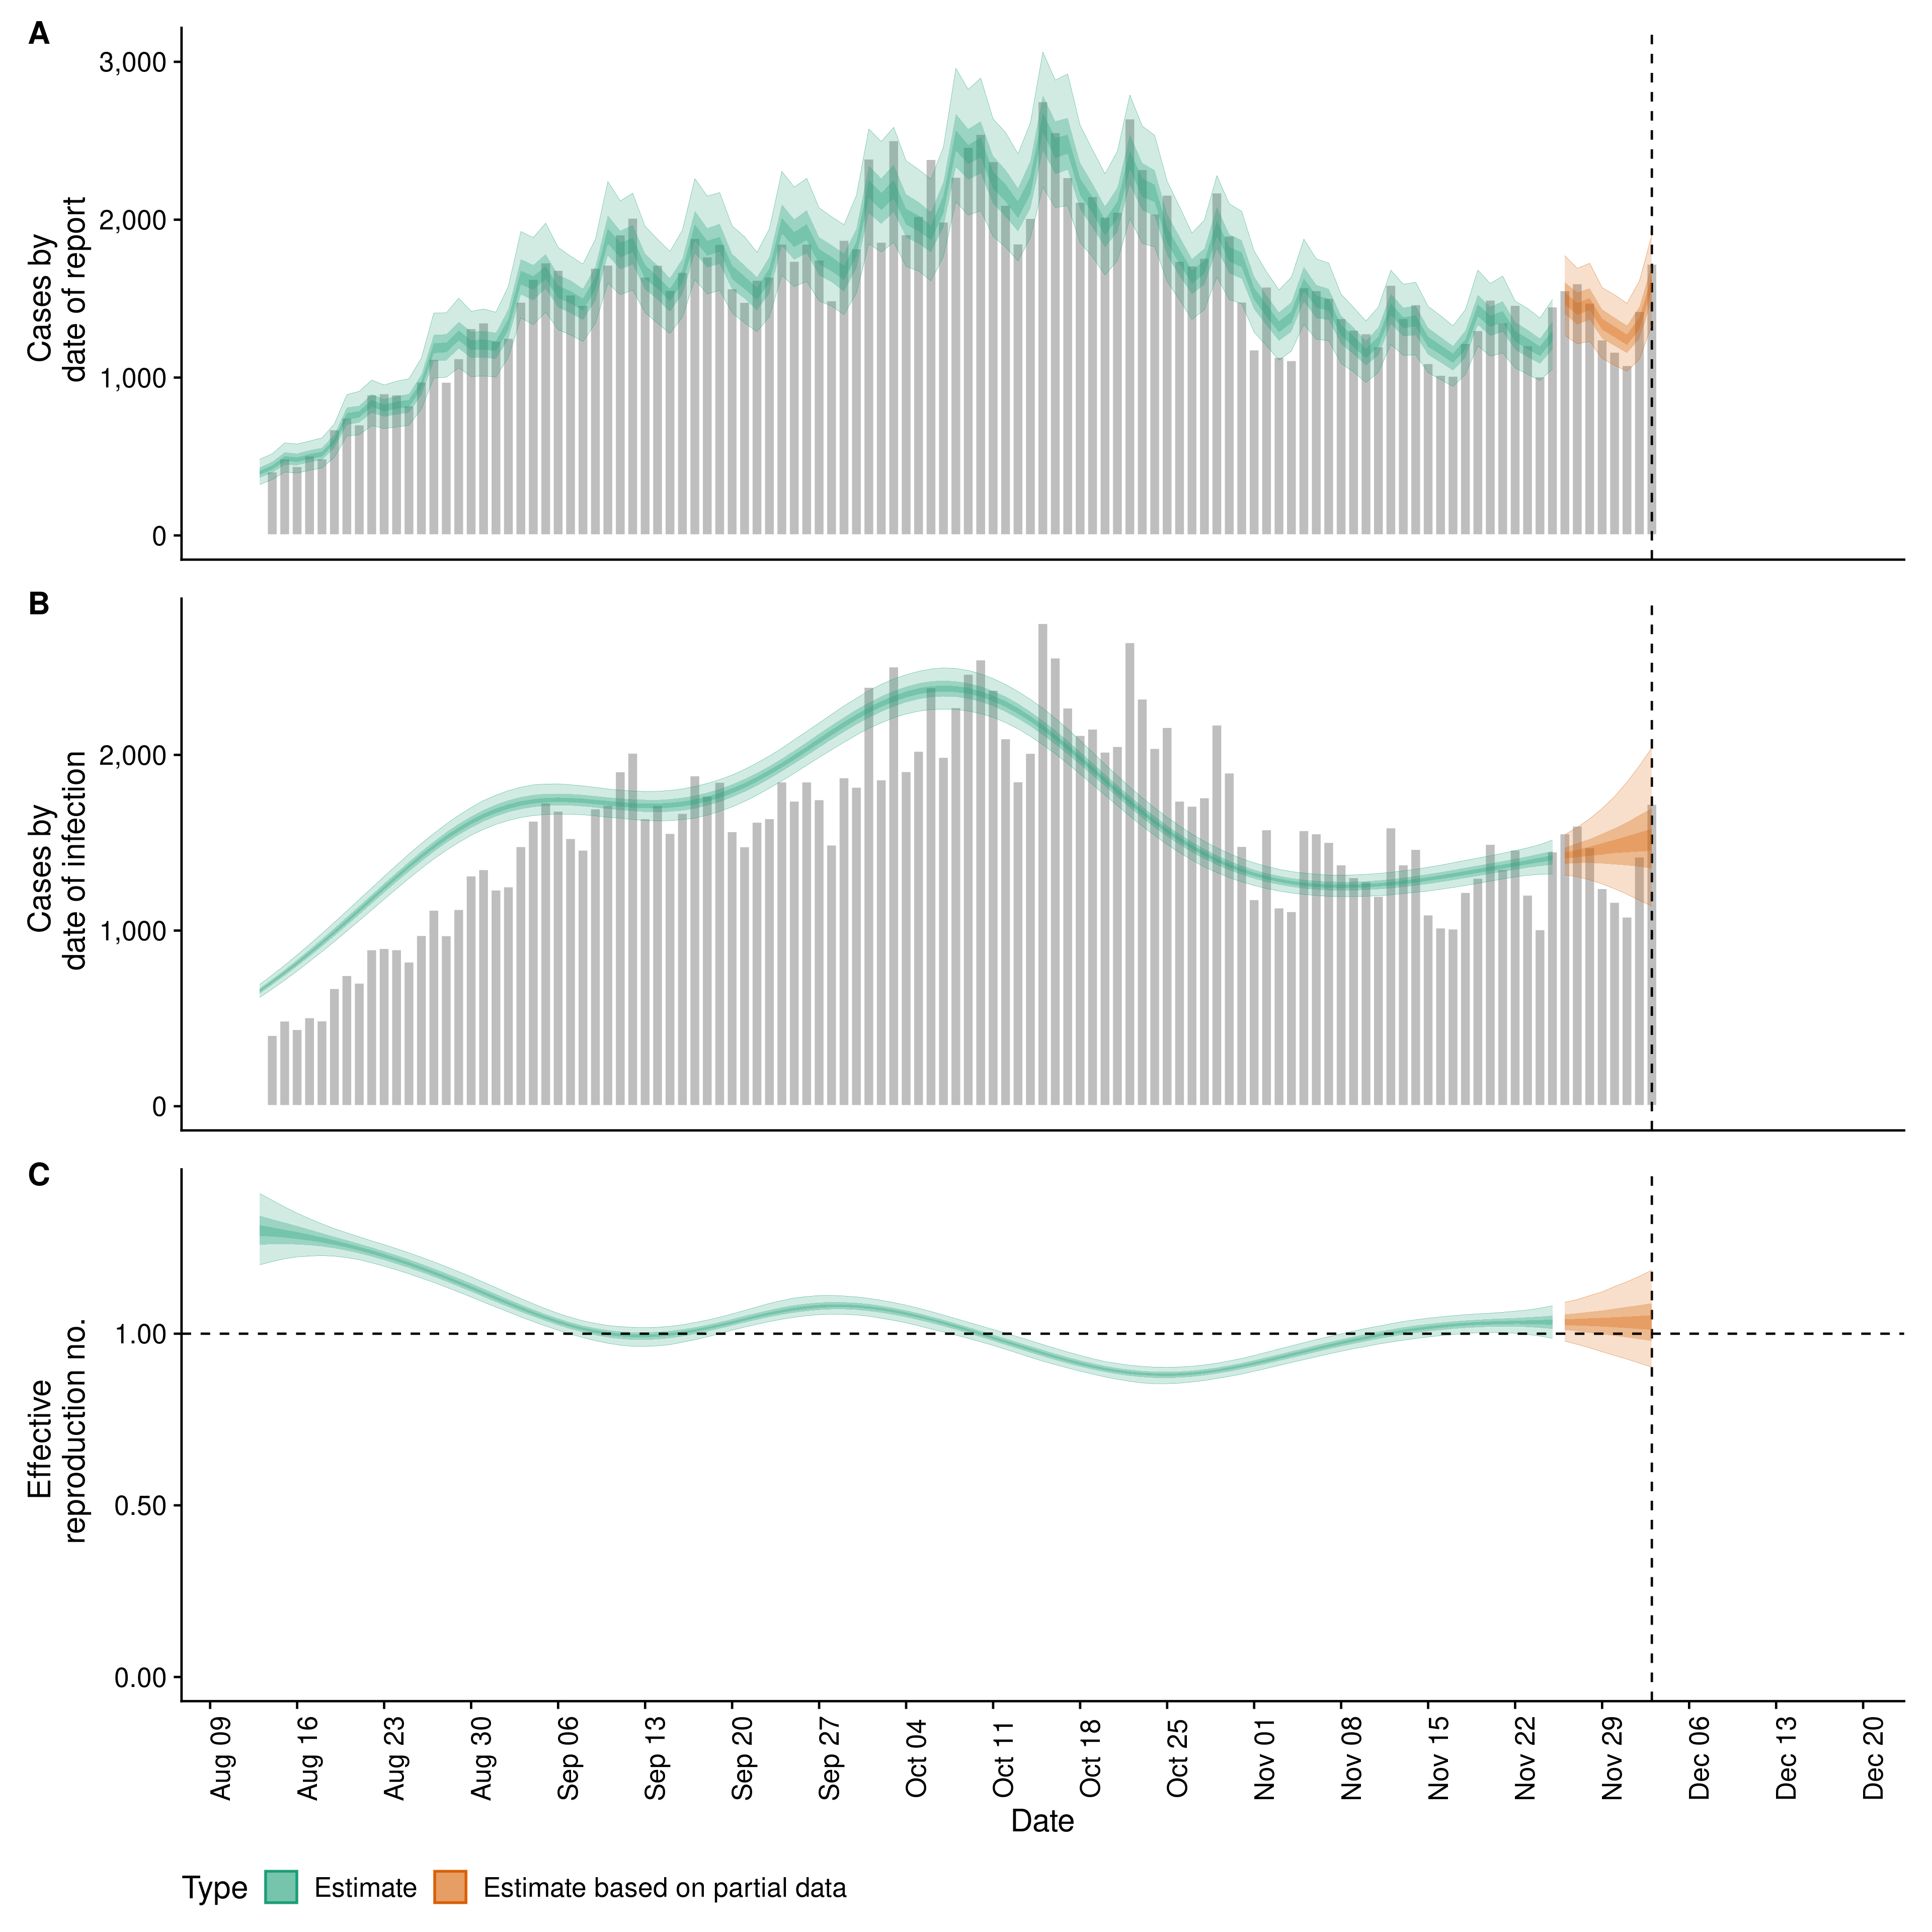 A
Cases by
date of report
3,000
2,000
1,000
0
B
Cases by
date of infection
2,000
1,000
0
C
Effective
reproduction no.
1.00
0.50
0.00
Aug 09
Aug 16
Aug 23
Aug 30
Sep 06
Sep 13
Sep 20
Sep 27
Oct 04
Oct 11
Oct 18
Oct 25
Nov 01
Nov 08
Nov 15
Nov 22
Nov 29
Dec 06
Dec 13
Dec 20
Date
Type Estimate Estimate based on partial data